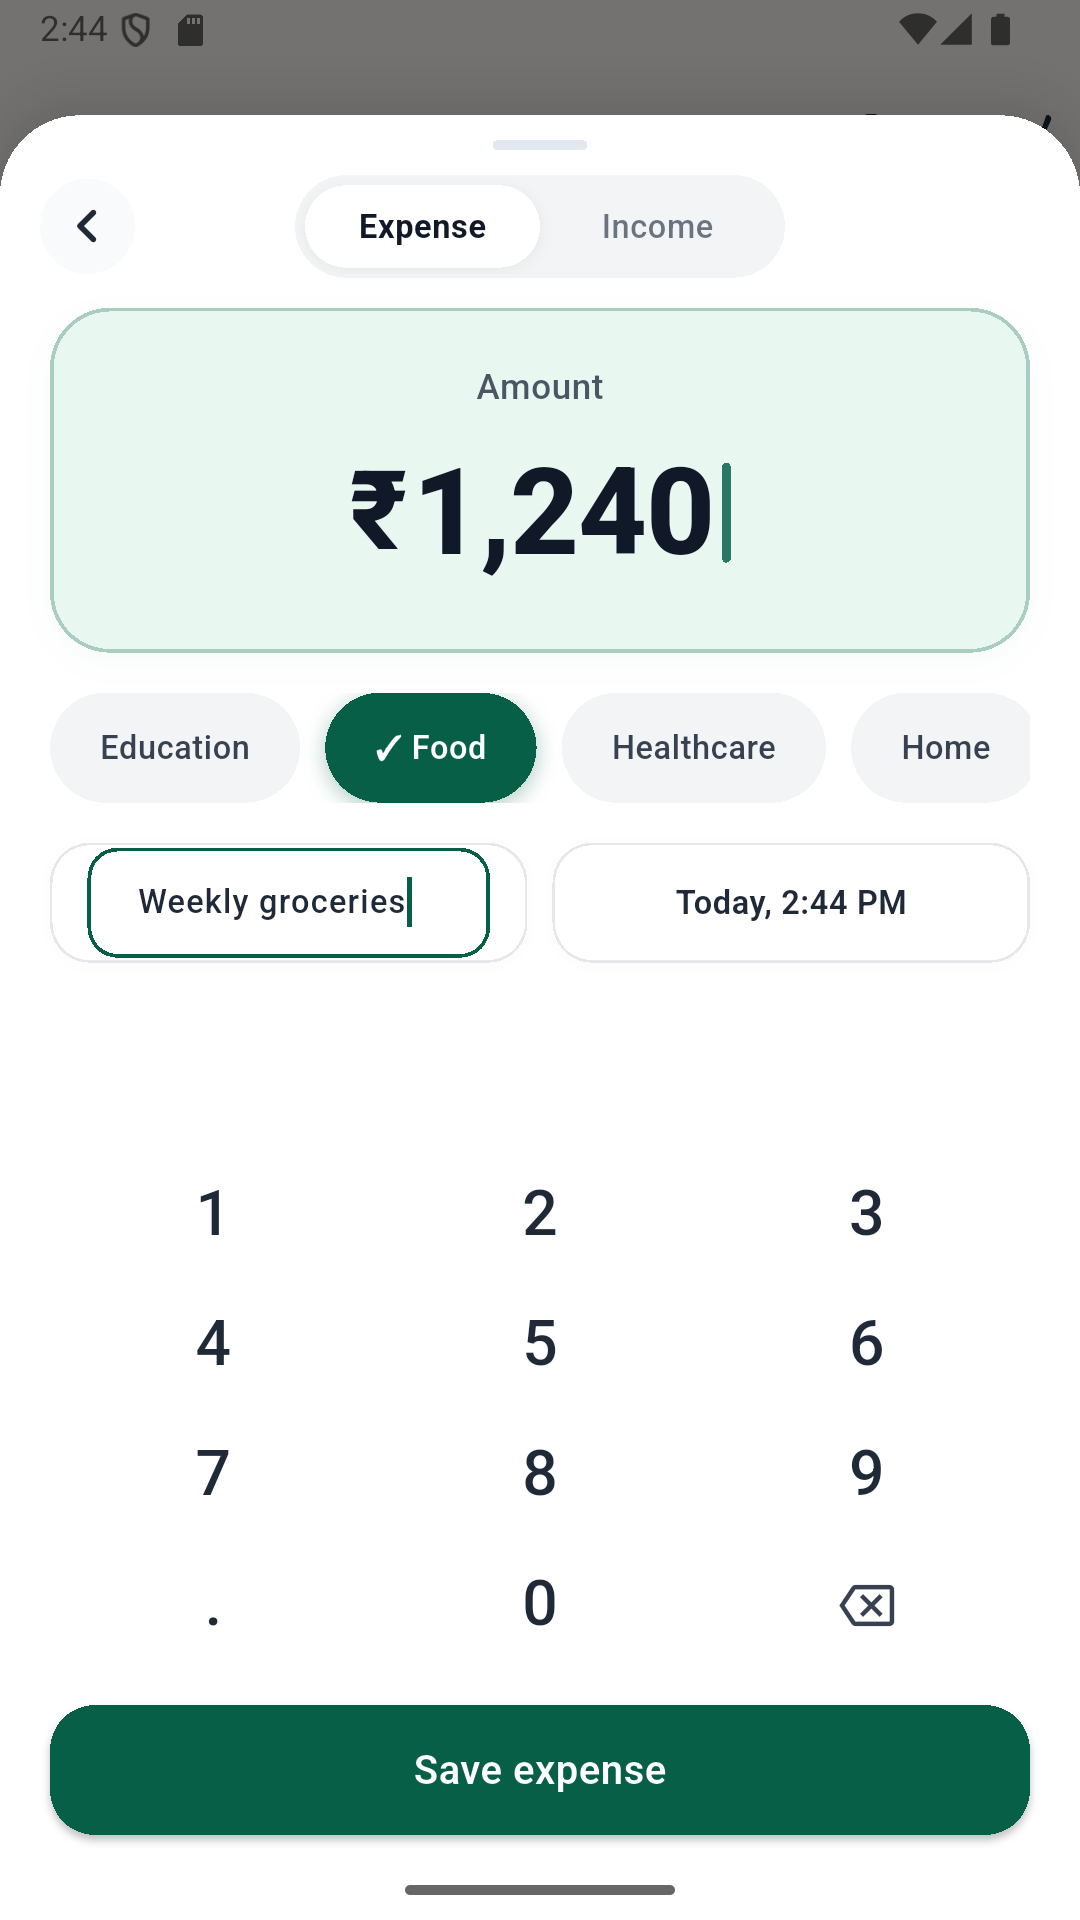 2:44
Expense Income
Amount
₹1,240
Education ✓ Food Healthcare Home
Weekly groceries Today, 2:44 PM
1 2 3
4 5 6
7 8 9
. 0
Save expense